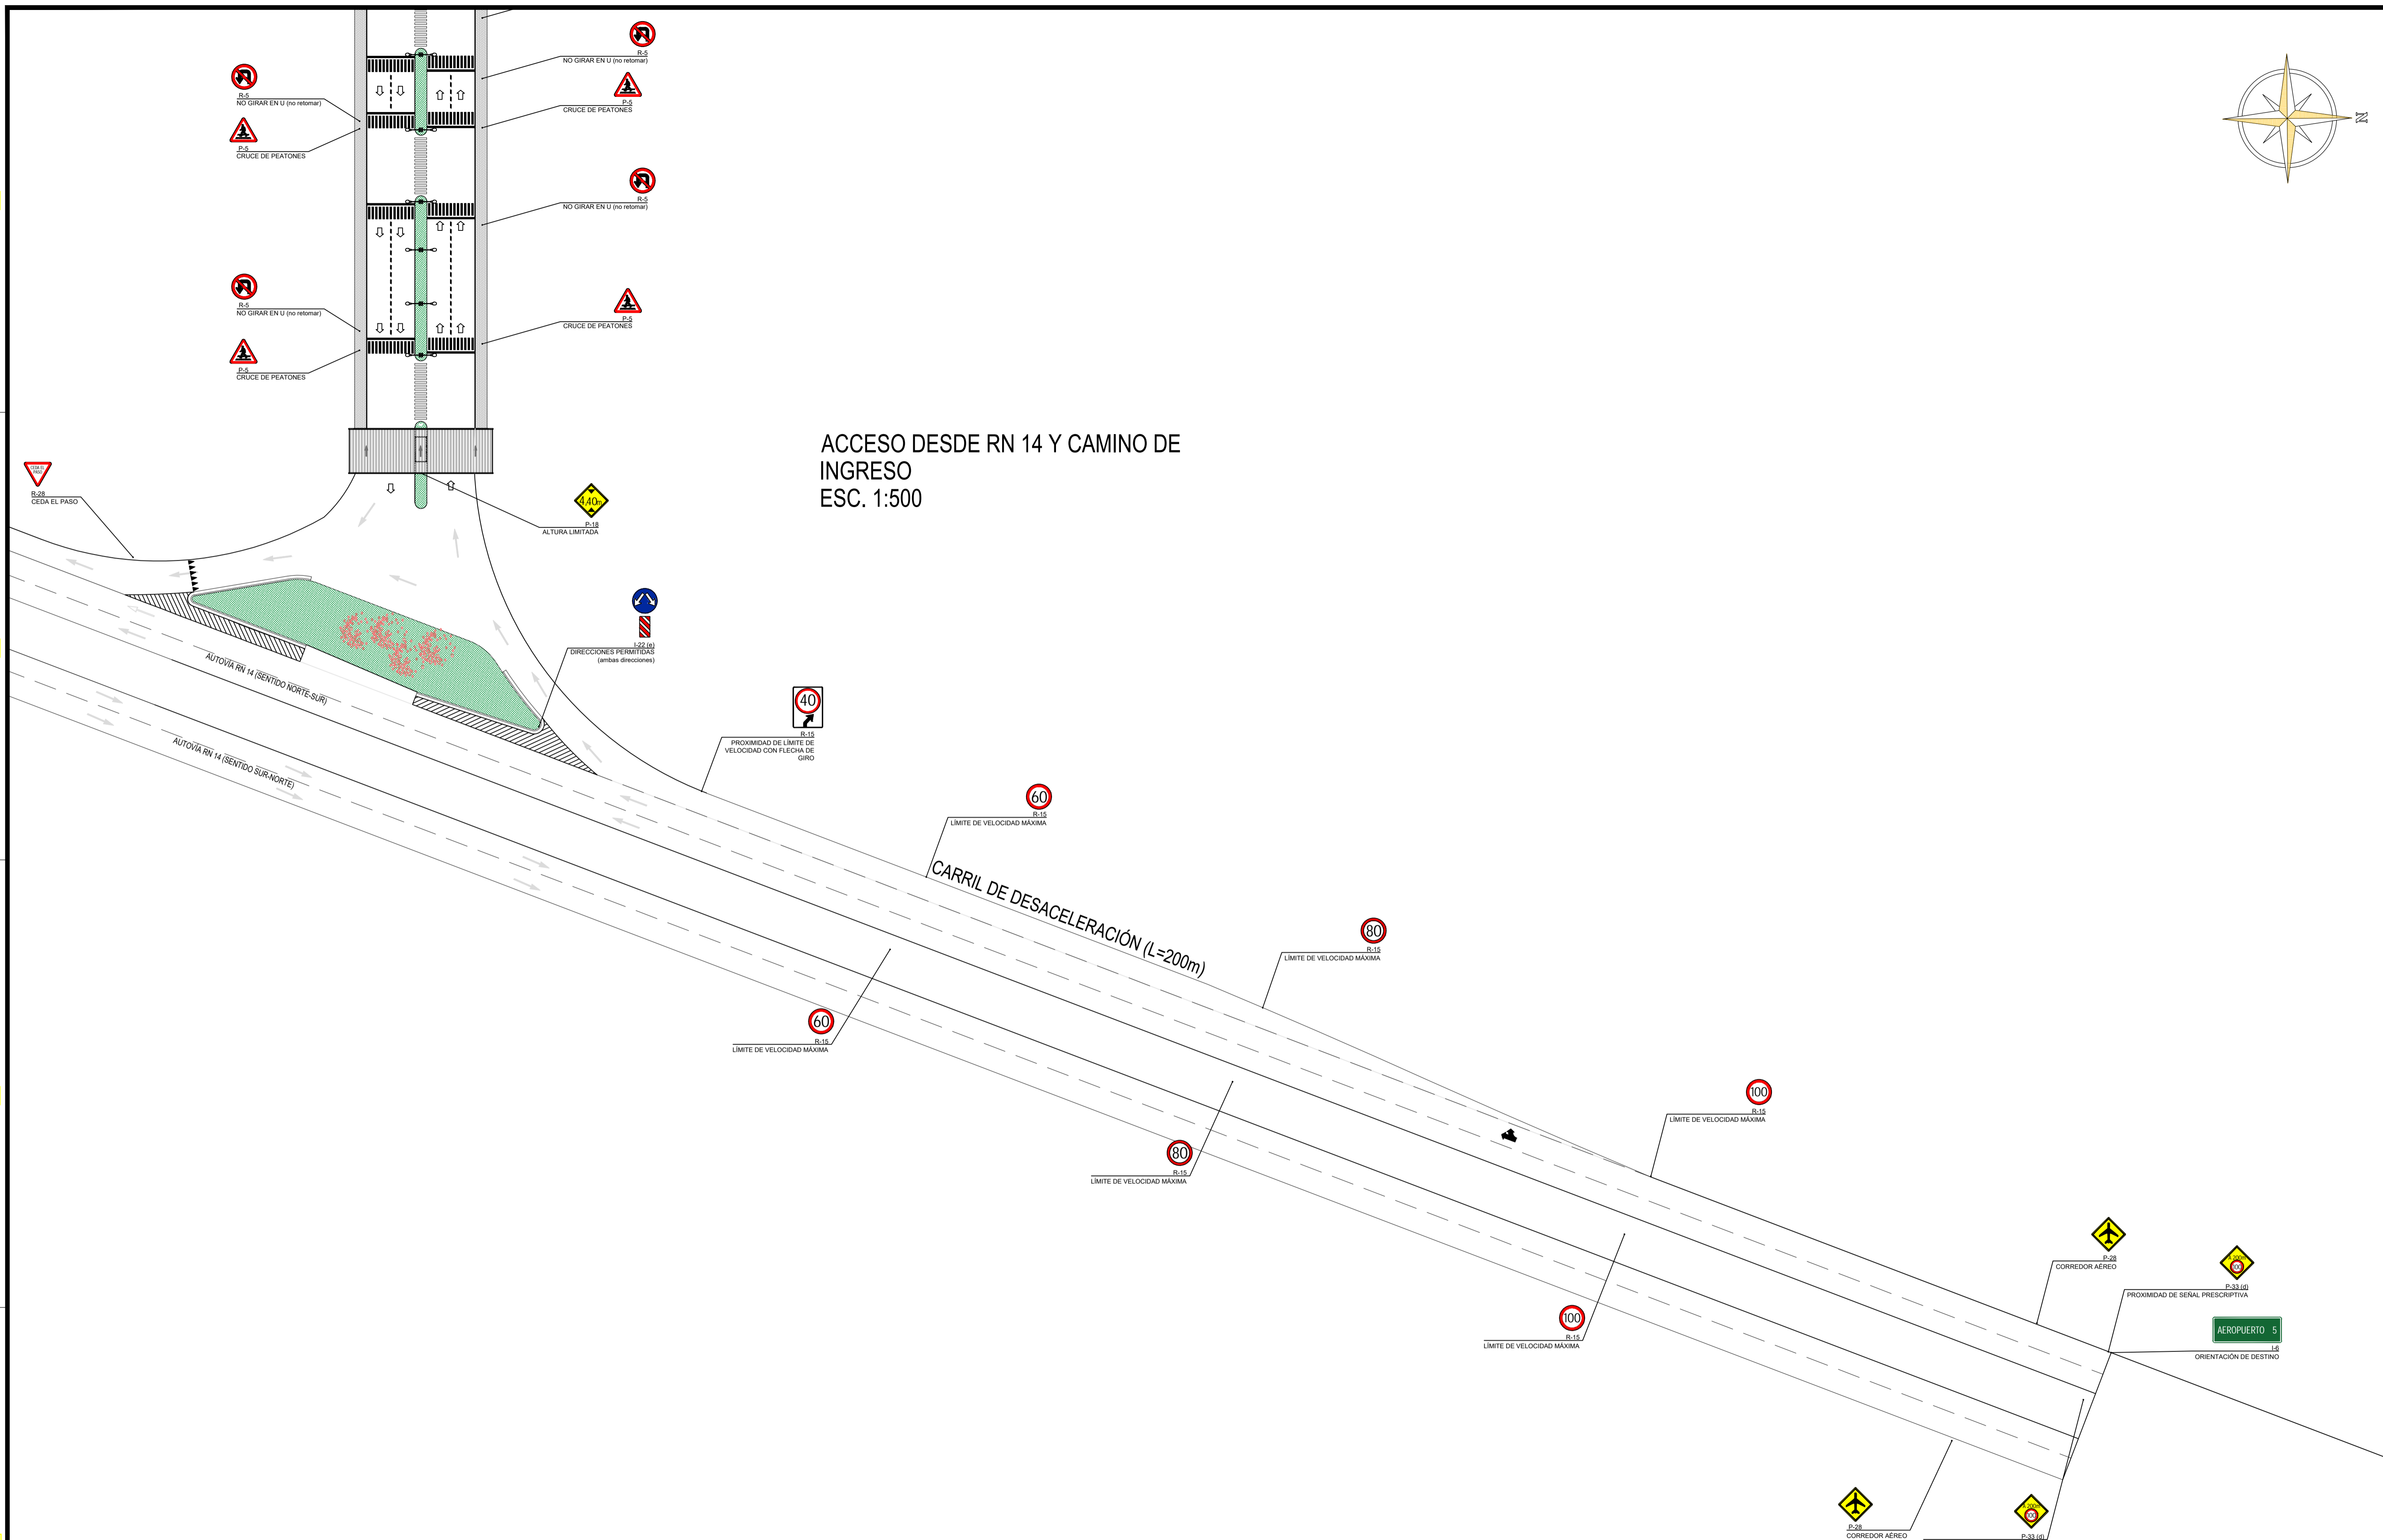 R-5
NO GIRAR EN U (no retomar)
R-5
NO GIRAR EN U (no retomar)
P-5
CRUCE DE PEATONES
P-5
CRUCE DE PEATONES
N
R-5
NO GIRAR EN U (no retomar)
R-5
NO GIRAR EN U (no retomar)
P-5
CRUCE DE PEATONES
P-5
CRUCE DE PEATONES
ACCESO DESDE RN 14 Y CAMINO DE
INGRESO
ESC. 1:500
CEDA EL
PASO
R-28
CEDA EL PASO
4,40m
P-18
ALTURA LIMITADA
I-22 (e)
DIRECCIONES PERMITIDAS
(ambas direcciones)
AUTOVÍA RN 14 (SENTIDO NORTE-SUR)
AUTOVÍA RN 14 (SENTIDO SUR-NORTE)
40
R-15
PROXIMIDAD DE LÍMITE DE
VELOCIDAD CON FLECHA DE
GIRO
60
R-15
LÍMITE DE VELOCIDAD MÁXIMA
CARRIL DE DESACELERACIÓN (L=200m)
80
R-15
LÍMITE DE VELOCIDAD MÁXIMA
60
R-15
LÍMITE DE VELOCIDAD MÁXIMA
100
R-15
LÍMITE DE VELOCIDAD MÁXIMA
80
R-15
LÍMITE DE VELOCIDAD MÁXIMA
P-28
CORREDOR AÉREO
A 200m
100
P-33 (d)
PROXIMIDAD DE SEÑAL PRESCRIPTIVA
100
R-15
LÍMITE DE VELOCIDAD MÁXIMA
AEROPUERTO 5
I-6
ORIENTACIÓN DE DESTINO
P-28
CORREDOR AÉREO
A 200m
100
P-33 (d)